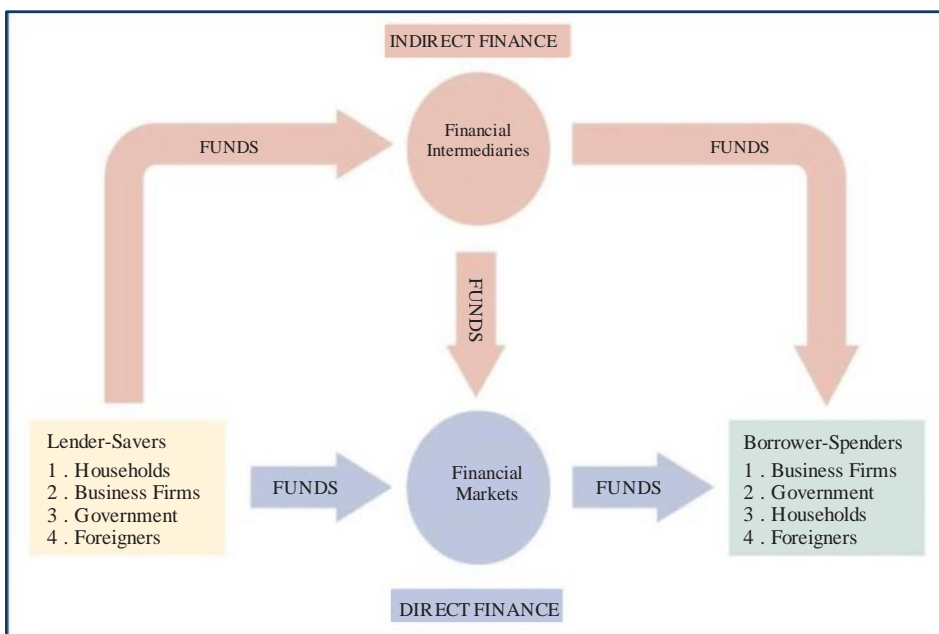 INDIRECT FINANCE
Financial
Intermediaries
FUNDS
FUNDS
FUNDS
Lender-Savers
1 . Households
2 . Business Firms
3 . Government
4 . Foreigners
FUNDS
Financial
Markets
FUNDS
Borrower-Spenders
1 . Business Firms
2 . Government
3 . Households
4 . Foreigners
DIRECT FINANCE